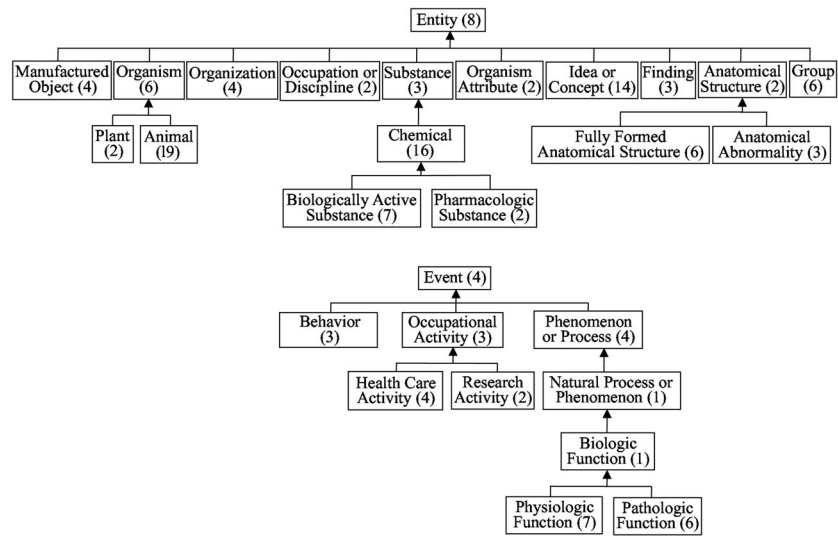 Entity (8)
Manufactured
Object (4)
Organism
(6)
Organization
(4)
Occupation or
Discipline (2)
Substance
(3)
Organism
Attribute (2)
Idea or
Concept (14)
Finding
(3)
Anatomical
Structure (2)
Group
(6)
Plant
(2)
Animal
(19)
Chemical
(16)
Fully Formed
Anatomical Structure (6)
Anatomical
Abnormality (3)
Biologically Active
Substance (7)
Pharmacologic
Substance (2)
Event (4)
Behavior
(3)
Occupational
Activity (3)
Phenomenon
or Process (4)
Health Care
Activity (4)
Research
Activity (2)
Natural Process or
Phenomenon (1)
Biologic
Function (1)
Physiologic
Function (7)
Pathologic
Function (6)